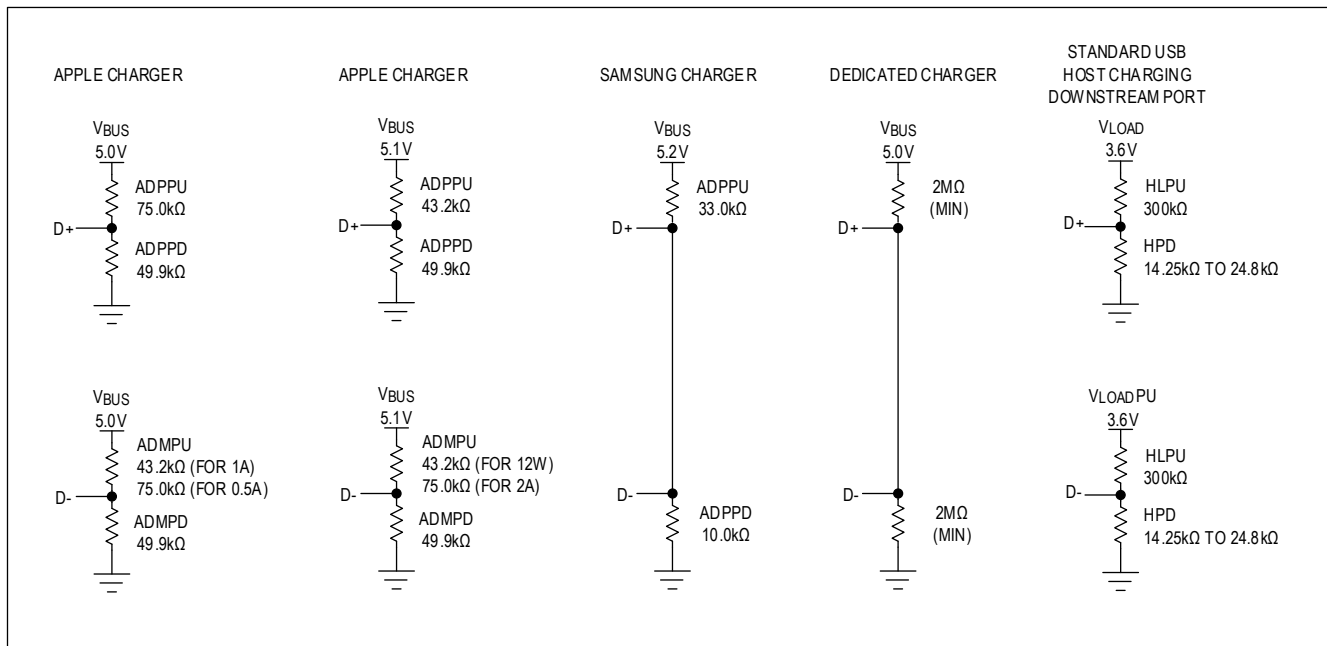 APPLE CHARGER
VBUS
5.0V
ADPPU
75.0kΩ
D+
ADPPD
49.9kΩ
VBUS
5.0V
ADMPU
43.2kΩ (FOR 1A)
75.0kΩ (FOR 0.5A)
D-
ADMPD
49.9kΩ
APPLE CHARGER
VBUS
5.1V
ADPPU
43.2kΩ
D+
ADPPD
49.9kΩ
VBUS
5.1V
ADMPU
43.2kΩ (FOR 12W)
75.0kΩ (FOR 2A)
D-
ADMPD
49.9kΩ
SAMSUNG CHARGER
VBUS
5.2V
ADPPU
33.0kΩ
D+
D-
ADPPD
10.0kΩ
DEDICATED CHARGER
VBUS
5.0V
2MΩ
(MIN)
D+
D-
2MΩ
(MIN)
STANDARD USB
HOST CHARGING
DOWNSTREAM PORT
VLOAD
3.6V
HLPU
300kΩ
D+
HPD
14.25kΩ TO 24.8kΩ
VLOADPU
3.6V
HLPU
300kΩ
D-
HPD
14.25kΩ TO 24.8kΩ